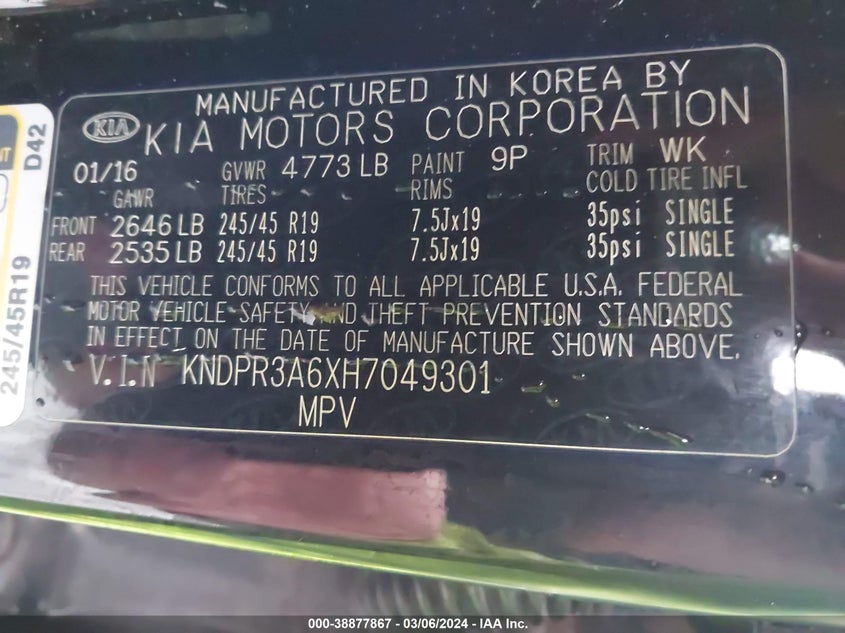 MANUFACTURED IN KOREA BY
KIA
KIA MOTORS CORPORATION
01/16 GVWR 4773 LB PAINT 9P TRIM WK
GAWR TIRES RIMS COLD TIRE INFL
FRONT 2646 LB 245/45 R19 7.5Jx19 35psi SINGLE
REAR 2535 LB 245/45 R19 7.5Jx19 35psi SINGLE
THIS VEHICLE CONFORMS TO ALL APPLICABLE U.S.A. FEDERAL
MOTOR VEHICLE SAFETY AND THEFT PREVENTION STANDARDS
IN EFFECT ON THE DATE OF MANUFACTURE SHOWN ABOVE.
V.I.N KNDPR3A6XH7049301
MPV
D42
245/45R19
000-38877867 - 03/06/2024 - IAA Inc.